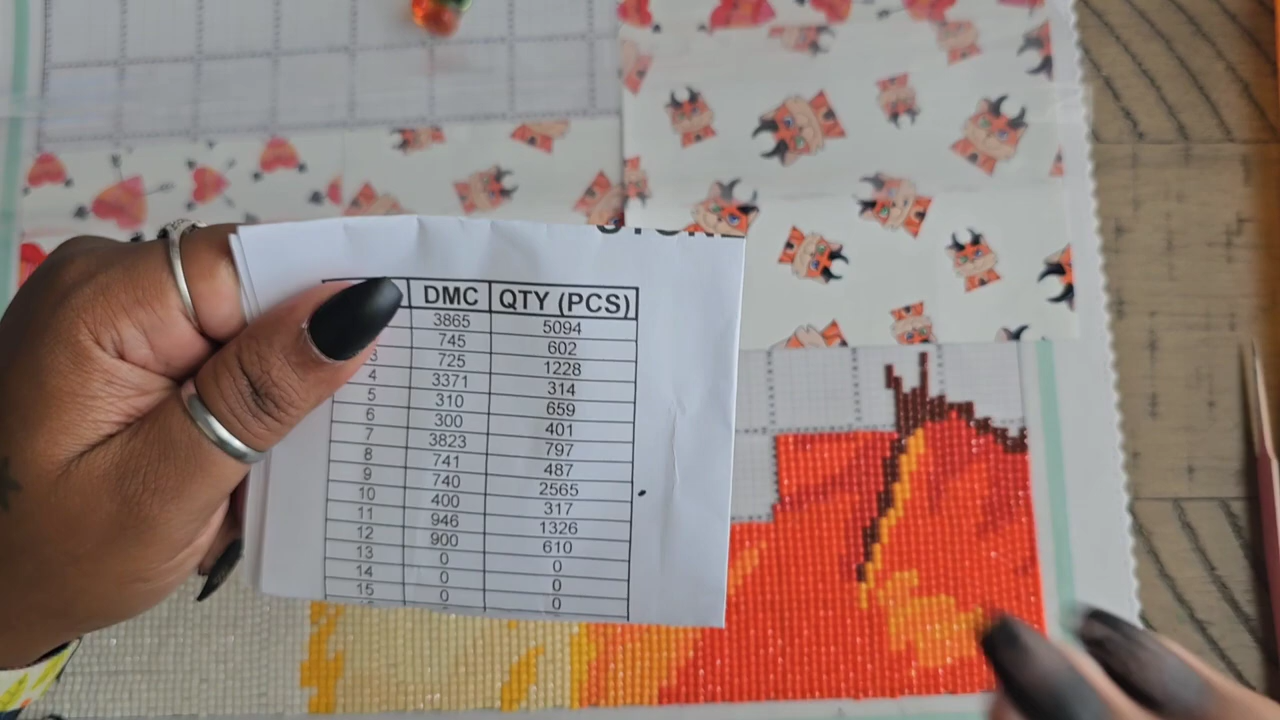 DMC QTY (PCS)
3865 5094
745 602
3 725 1228
4 3371 314
5 310 659
6 300 401
7 3823 797
8 741 487
9 740 2565
10 400 317
11 946 1326
12 900 610
13 0 0
14 0 0
15 0 0